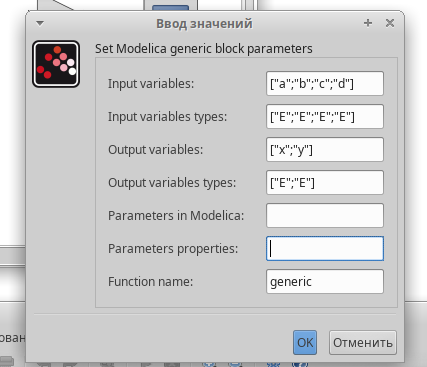 Ввод значений
Set Modelica generic block parameters
Input variables: ["a";"b";"c";"d"]
Input variables types: ["E";"E";"E";"E"]
Output variables: ["x";"y"]
Output variables types: ["E";"E"]
Parameters in Modelica:
Parameters properties:
Function name: generic
OK Отменить